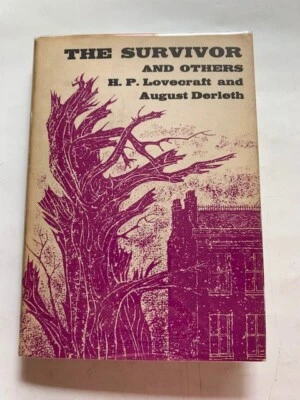 THE SURVIVOR
AND OTHERS
H. P. Lovecraft and
August Derleth